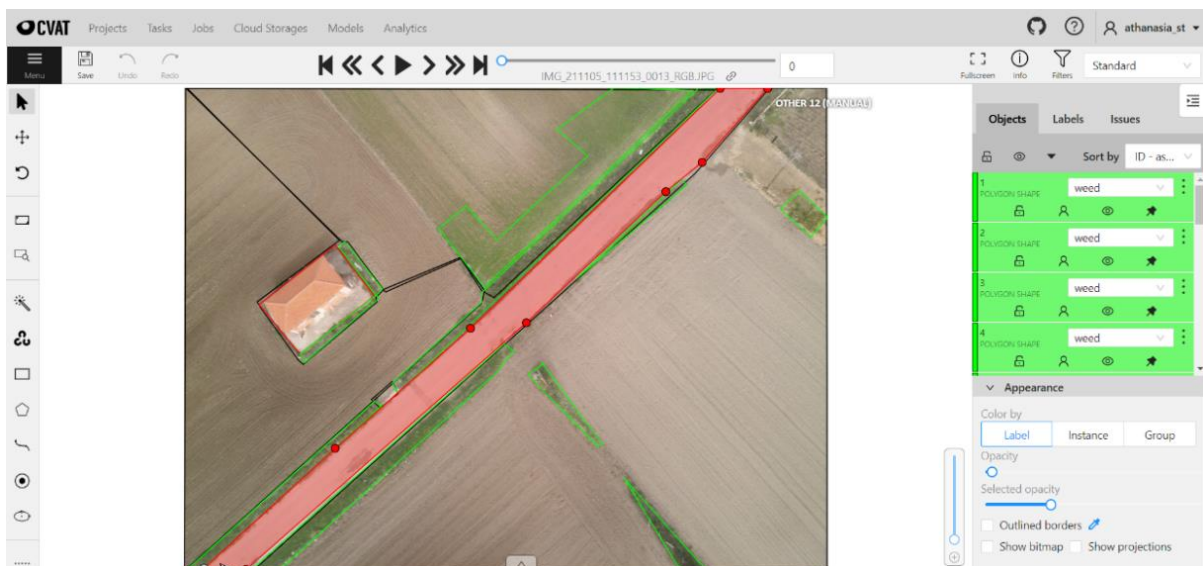 CVAT Projects Tasks Jobs Cloud Storages Models Analytics athanasia_st
Menu Save Undo Redo IMG_211105_111153_0013_RGB.JPG 0 Fullscreen Info Filters Standard
OTHER 12 (MANUAL)
Objects Labels Issues
Sort by ID - as...
1
POLYGON SHAPE
weed
2
POLYGON SHAPE
weed
3
POLYGON SHAPE
weed
4
POLYGON SHAPE
weed
Appearance
Color by
Label Instance Group
Opacity
Selected opacity
Outlined borders
Show bitmap Show projections